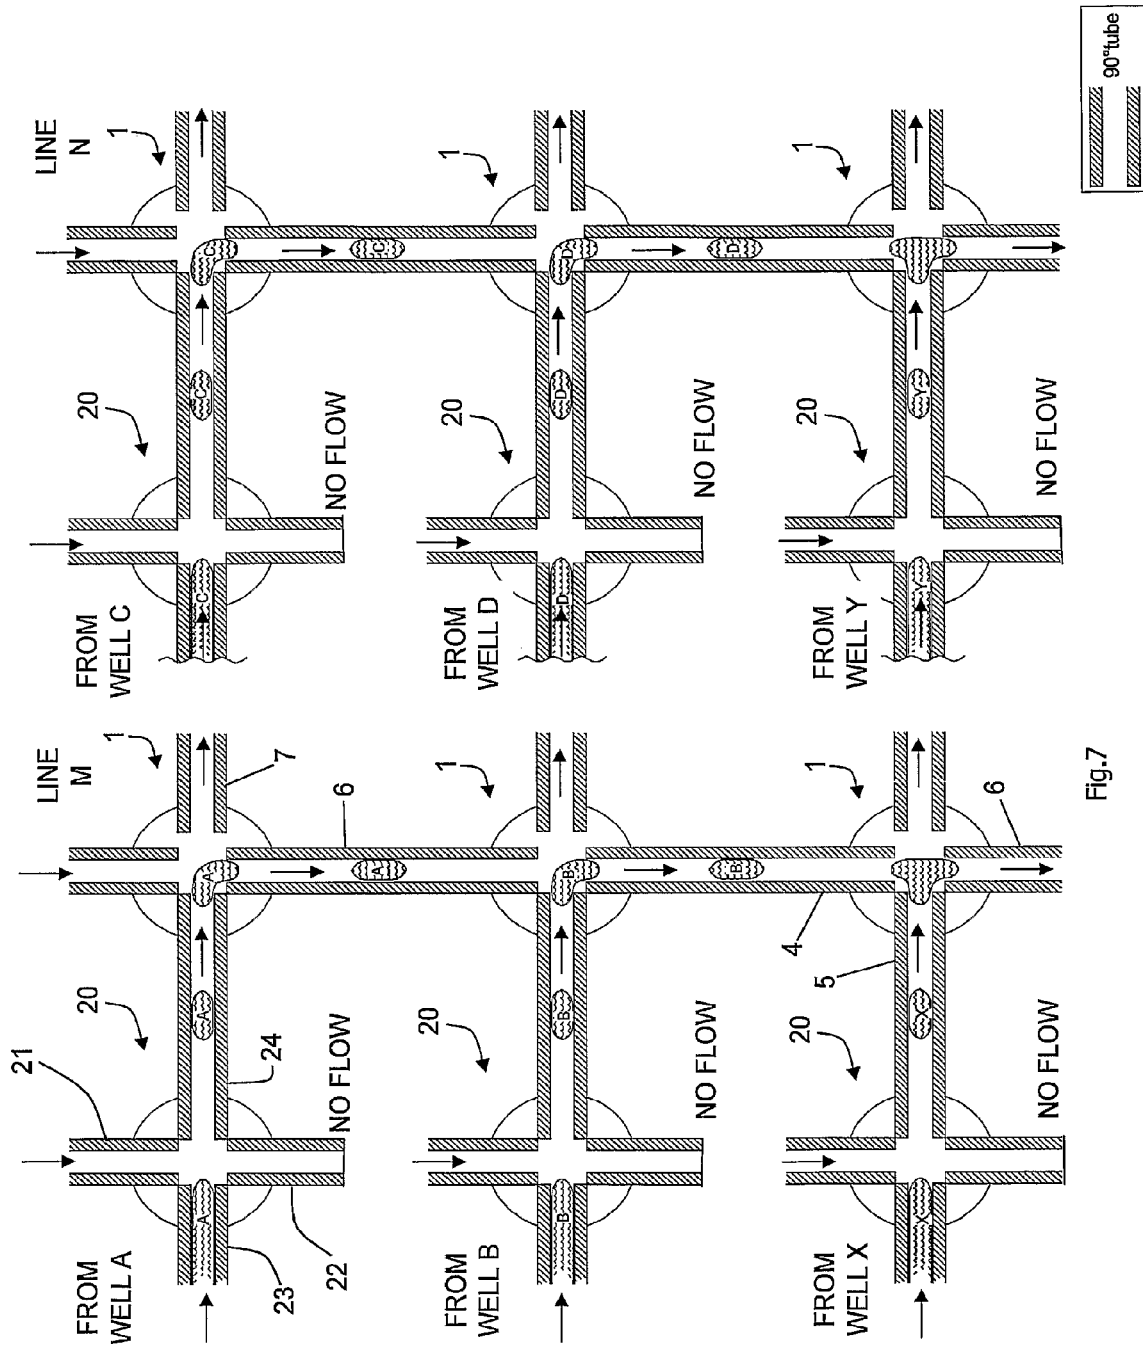 LINE
M
LINE
N
FROM
WELL A
A
A
A
A
21
20
1
7
6
24
23
22
NO FLOW
FROM
WELL C
C
C
C
C
20
1
NO FLOW
FROM
WELL B
B
B
B
B
20
1
4
NO FLOW
FROM
WELL D
D
D
D
D
20
1
NO FLOW
FROM
WELL X
X
X
20
5
1
6
NO FLOW
FROM
WELL Y
Y
Y
20
1
NO FLOW
90°tube
Fig.7